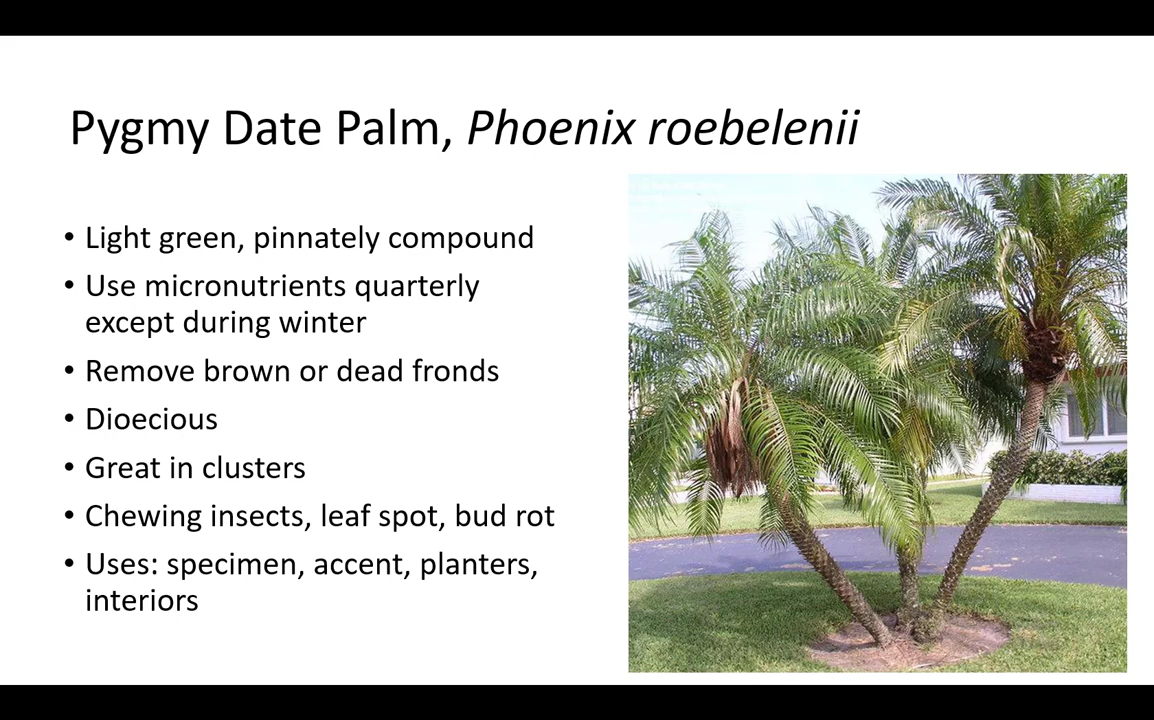 Pygmy Date Palm, Phoenix roebelenii
• Light green, pinnately compound
• Use micronutrients quarterly
except during winter
• Remove brown or dead fronds
• Dioecious
• Great in clusters
• Chewing insects, leaf spot, bud rot
• Uses: specimen, accent, planters,
interiors